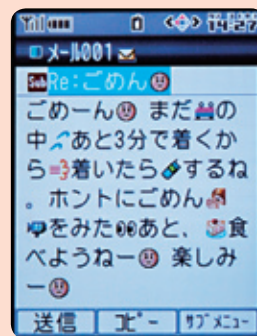 14:27
メール001
Sub Re:ごめん
ごめーん まだの
中 あと3分で着くか
ら 着いたらするね
。ホントにごめん
をみたあと、食
べようねー 楽しみ
ー
送信 コピー サブメニュー